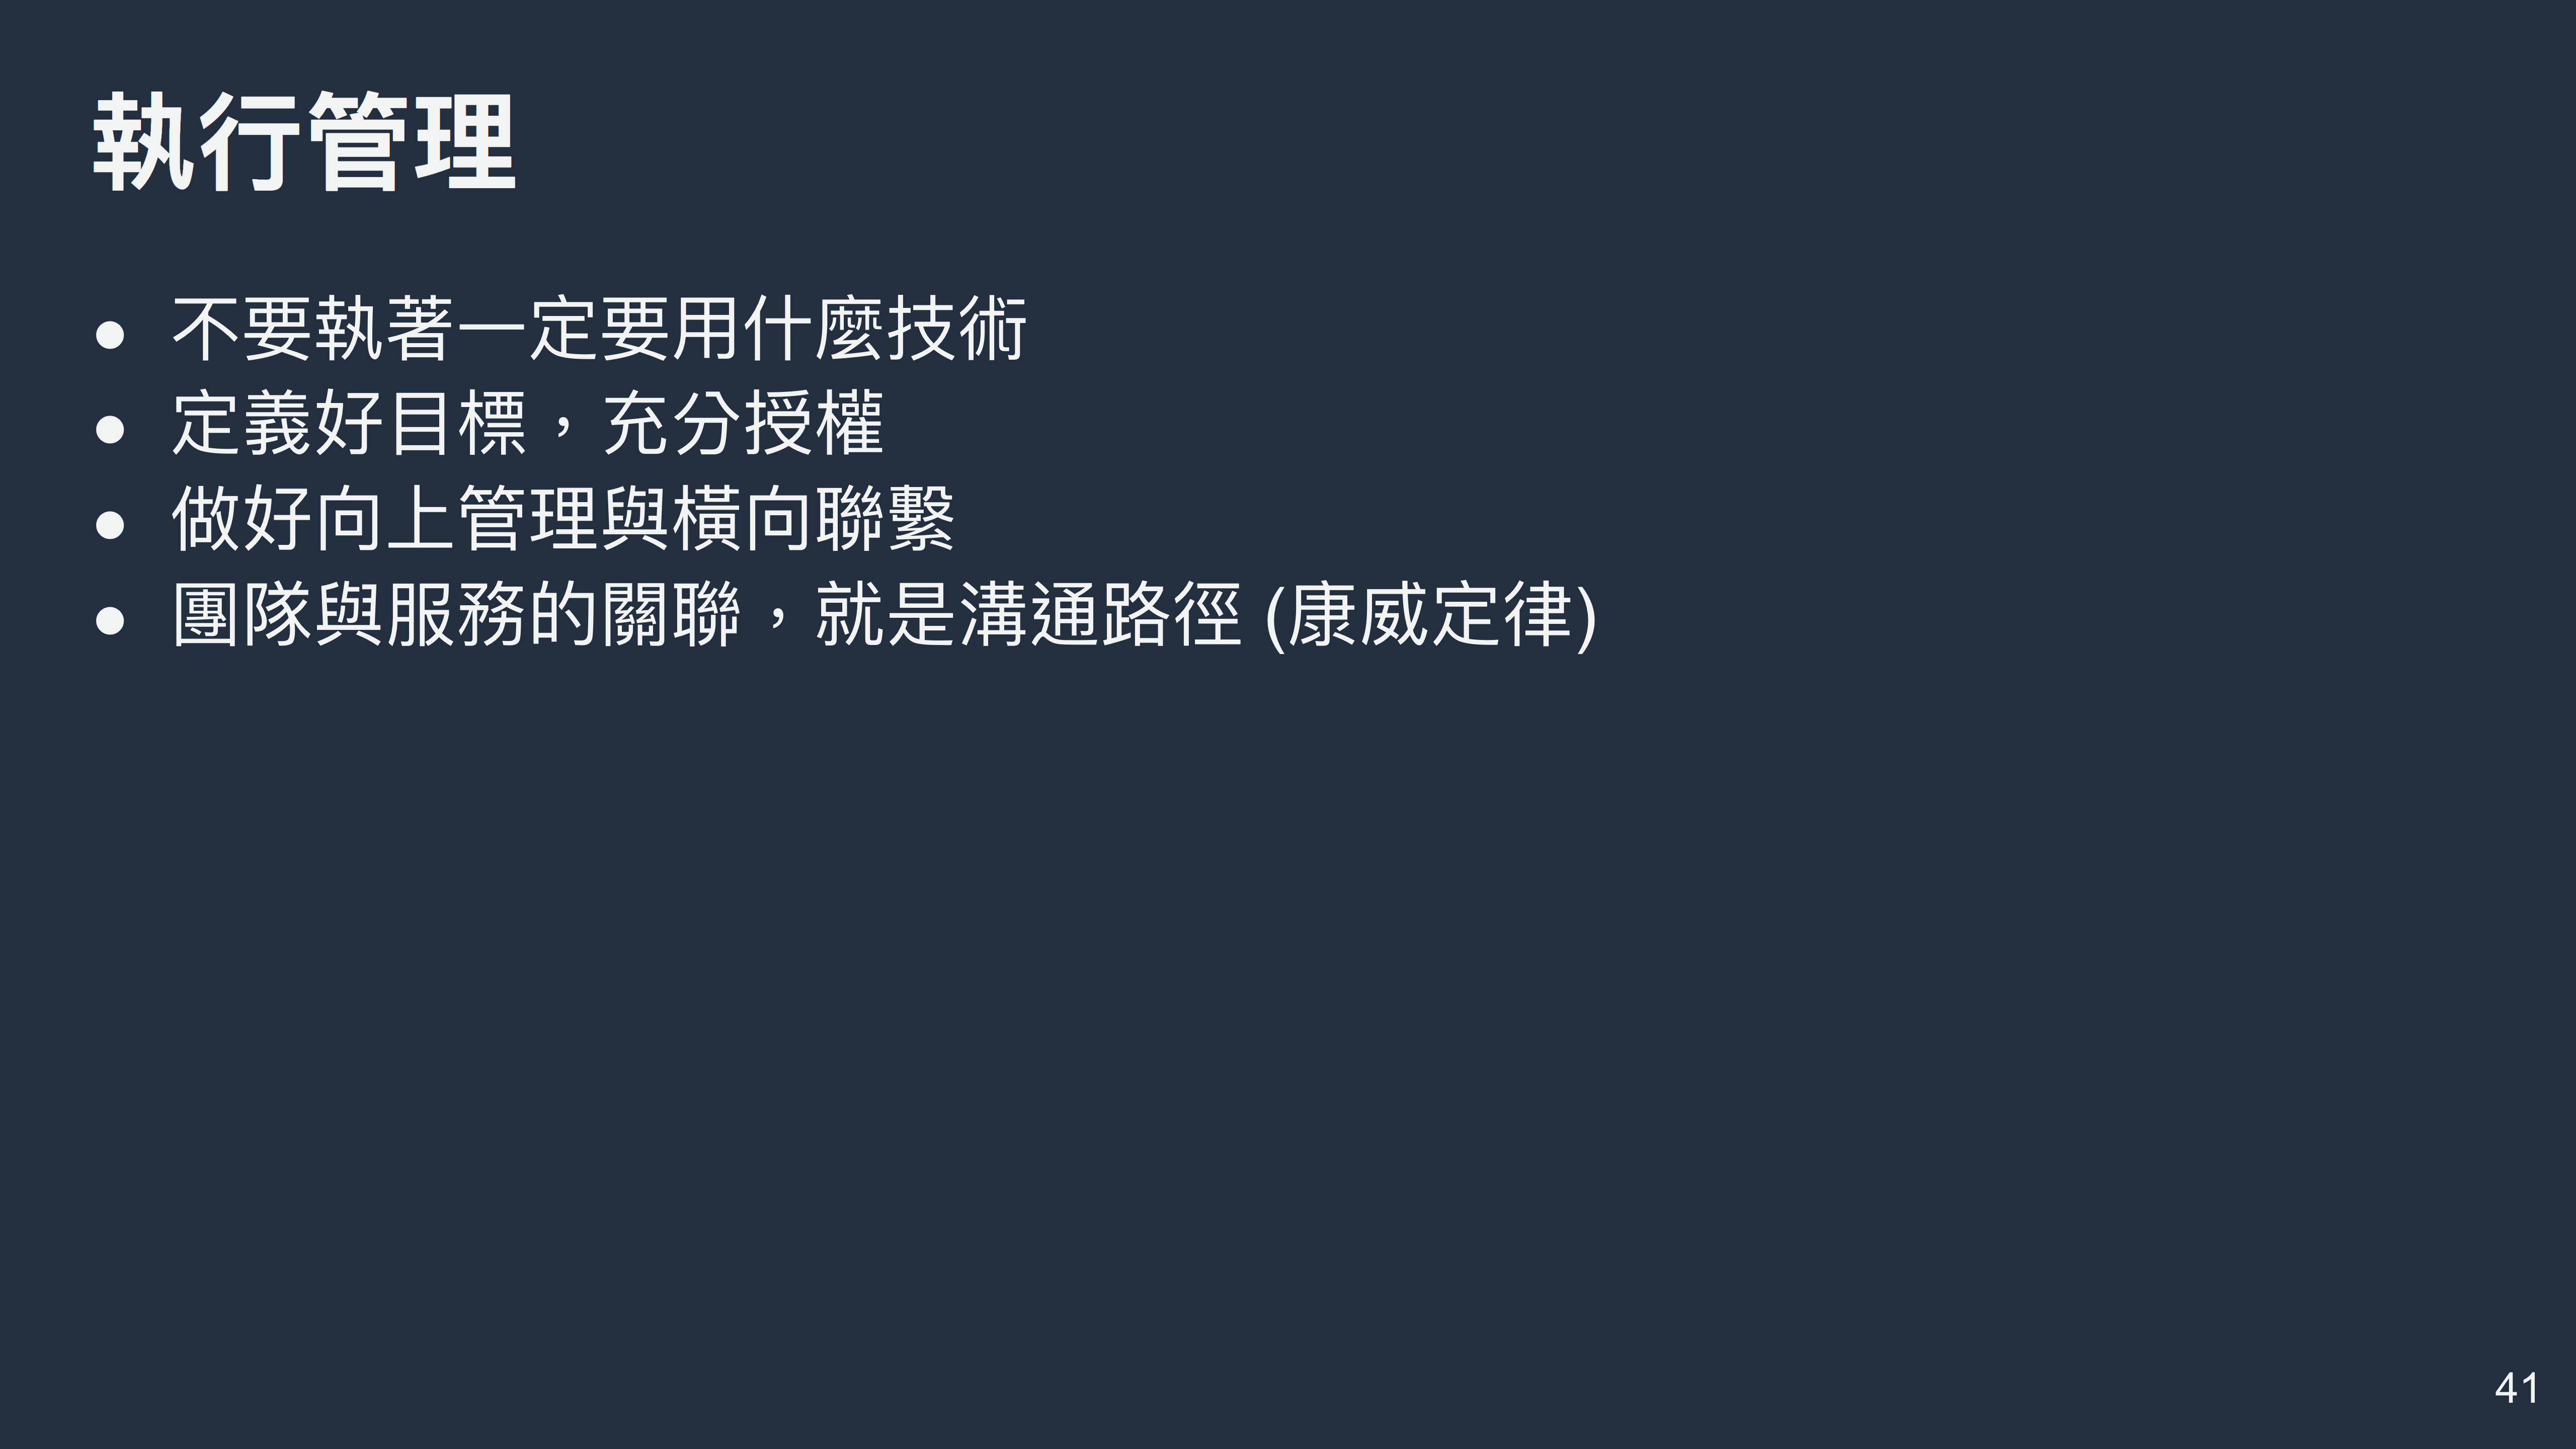 執行管理
● 不要執著一定要用什麼技術
● 定義好目標，充分授權
● 做好向上管理與橫向聯繫
● 團隊與服務的關聯，就是溝通路徑 (康威定律)
41